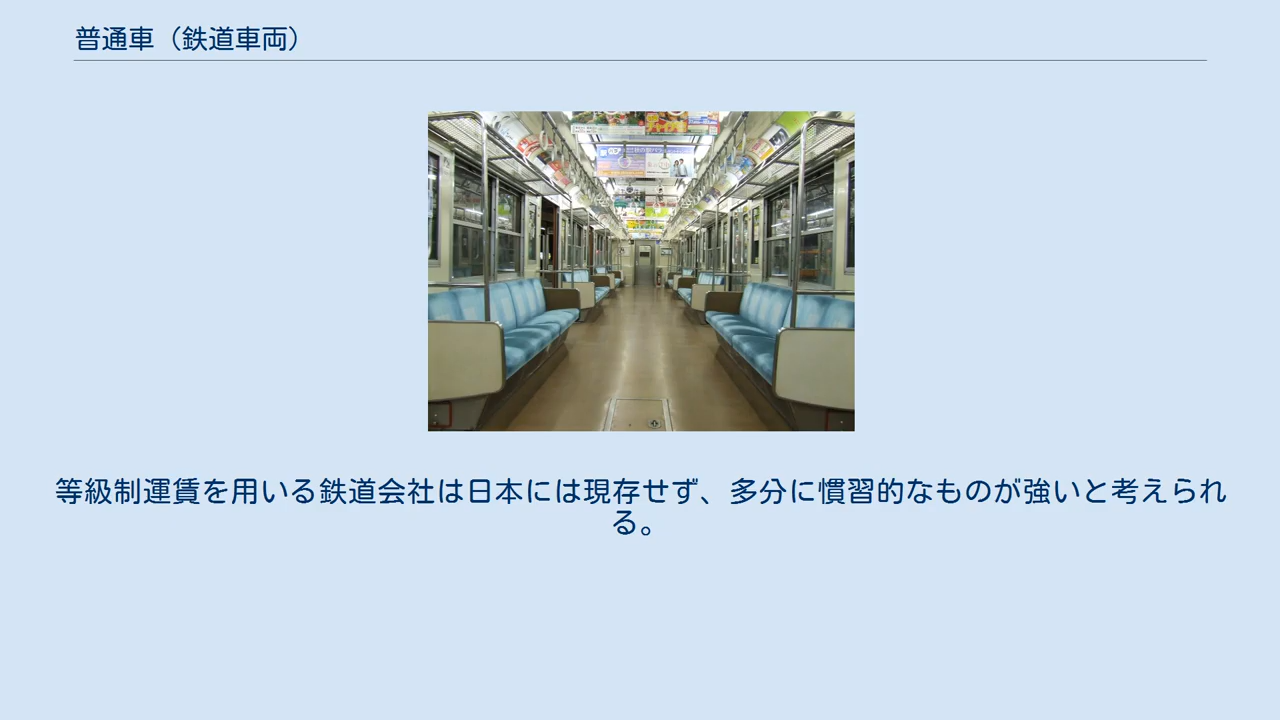 普通車（鉄道車両）
等級制運賃を用いる鉄道会社は日本には現存せず、多分に慣習的なものが強いと考えられ
る。